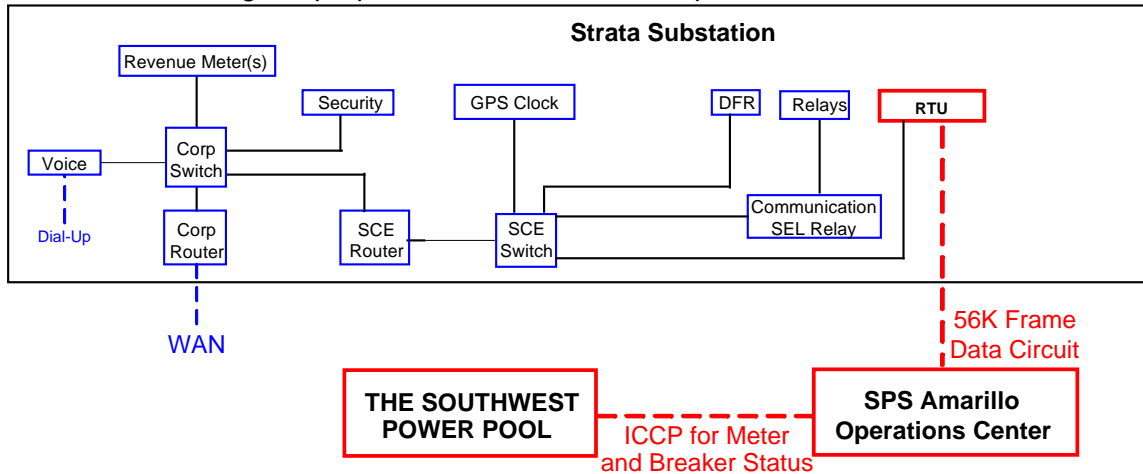 Strata Substation
Revenue Meter(s)
Security
GPS Clock
DFR
Relays
RTU
Voice
Corp
Switch
Dial-Up
Corp
Router
SCE
Router
SCE
Switch
Communication
SEL Relay
WAN
56K Frame
Data Circuit
THE SOUTHWEST
POWER POOL
ICCP for Meter
and Breaker Status
SPS Amarillo
Operations Center